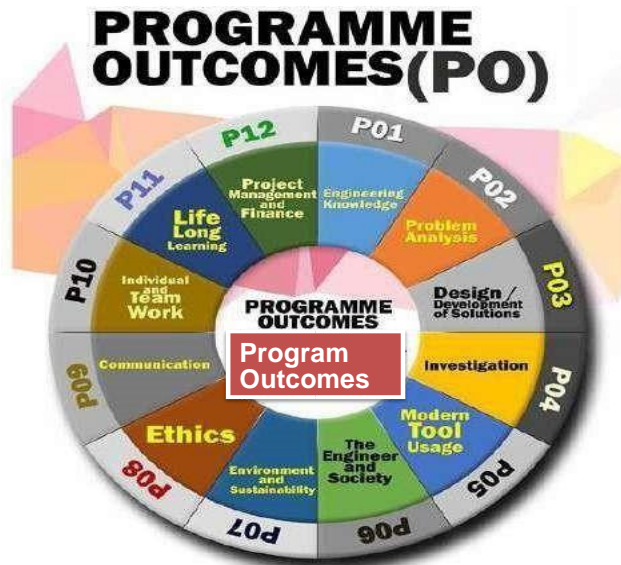 PROGRAMME
OUTCOMES(PO)
P01
P02
P03
P04
P05
P06
P07
P08
P09
P10
P11
P12
Engineering
Knowledge
Problem
Analysis
Design /
Development
of Solutions
Investigation
Modern
Tool
Usage
The
Engineer
and
Society
Environment
and
Sustainability
Ethics
Communication
Individual
and
Team
Work
Life
Long
Learning
Project
Management
and
Finance
PROGRAMME
OUTCOMES
Program
Outcomes